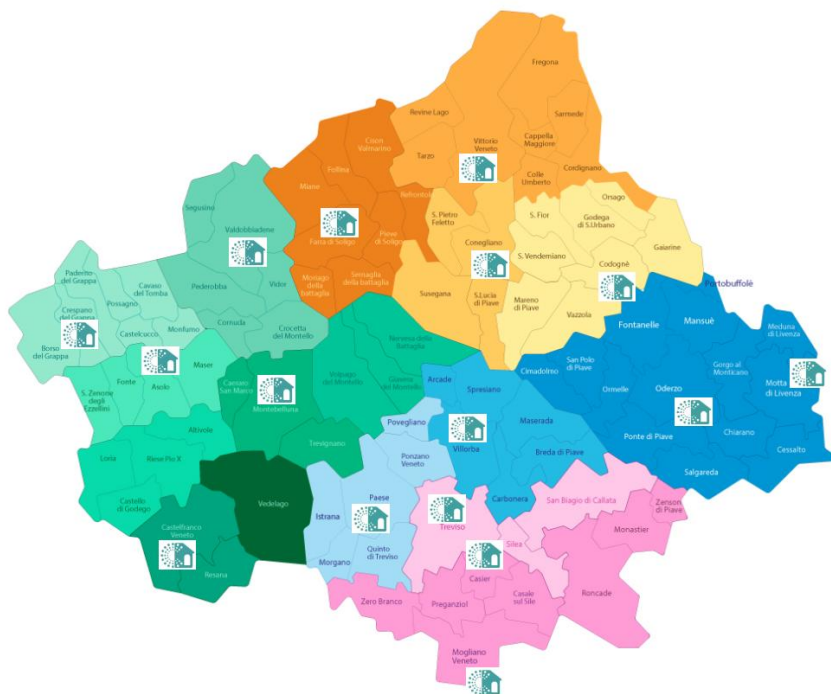 Fregona
Revine Lago
Sarmede
Cison
Valmarino
Vittorio
Veneto
Cappella
Maggiore
Tarzo
Follina
Cordignano
Colle
Umberto
Miane
Refrontolo
Segusino
Orsago
S. Pietro
Feletto
S. Fior
Godega
di S.Urbano
Valdobbiadene
Pieve
di Soligo
Farra di Soligo
Conegliano
Gaiarine
S. Vendemiano
Codognè
Paderno
del Grappa
Moriago
della battaglia
Sernaglia
della battaglia
Portobuffolè
Cavaso
del Tomba
Pederobba
Vidor
Susegana
S.Lucia
di Piave
Possagno
Mareno
di Piave
Vazzola
Mansuè
Crespano
del Grappa
Fontanelle
Cornuda
Crocetta
del Montello
Monfumo
Castelcucco
Meduna
di Livenza
Nervesa della
Battaglia
Borso
del Grappa
San Polo
di Piave
Cimadolmo
Gorgo al
Monticano
Maser
Fonte
Asolo
Volpago
del Montello
Giavera
del Montello
Arcade
Spresiano
Ormelle
Oderzo
Motta
di Livenza
Caerano
San Marco
S. Zenone
degli
Ezzellini
Montebelluna
Povegliano
Maserada
Altivole
Trevignano
Villorba
Ponte di Piave
Chiarano
Ponzano
Veneto
Breda di Piave
Cessalto
Loria
Riese Pio X
Salgareda
Castello
di Godego
Vedelago
Istrana
Paese
Carbonera
San Biagio di Callata
Zenson
di Piave
Castelfranco
Veneto
Treviso
Monastier
Silea
Quinto
di Treviso
Morgano
Resana
Casier
Roncade
Casale
sul Sile
Zero Branco
Preganziol
Mogliano
Veneto